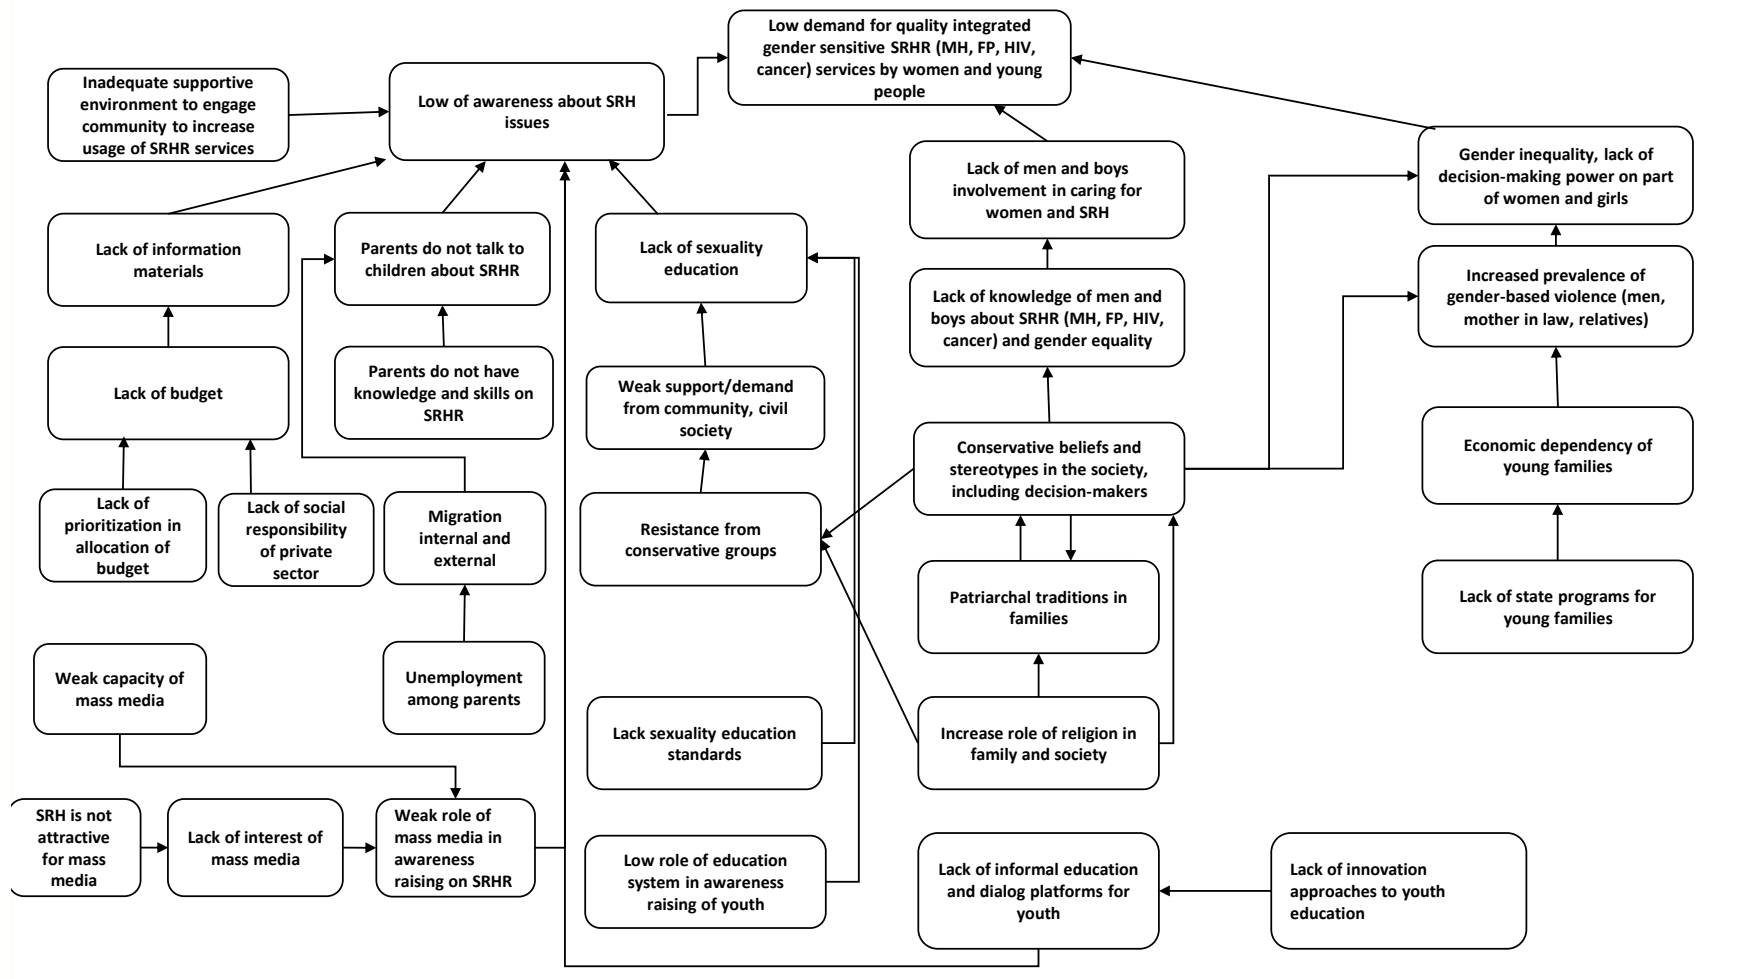 Low demand for quality integrated
gender sensitive SRHR (MH, FP, HIV,
cancer) services by women and young
people
Inadequate supportive
environment to engage
community to increase
usage of SRHR services
Low of awareness about SRH
issues
Gender inequality, lack of
decision-making power on part
of women and girls
Lack of men and boys
involvement in caring for
women and SRH
Lack of information
materials
Parents do not talk to
children about SRHR
Lack of sexuality
education
Increased prevalence of
gender-based violence (men,
mother in law, relatives)
Lack of knowledge of men and
boys about SRHR (MH, FP, HIV,
cancer) and gender equality
Lack of budget
Parents do not have
knowledge and skills on
SRHR
Weak support/demand
from community, civil
society
Conservative beliefs and
stereotypes in the society,
including decision-makers
Economic dependency of
young families
Lack of
prioritization in
allocation of
budget
Lack of social
responsibility
of private
sector
Migration
internal and
external
Resistance from
conservative groups
Patriarchal traditions in
families
Lack of state programs for
young families
Weak capacity of
mass media
Unemployment
among parents
Lack sexuality education
standards
Increase role of religion in
family and society
SRH is not
attractive
for mass
media
Lack of interest of
mass media
Weak role of
mass media in
awareness
raising on SRHR
Low role of education
system in awareness
raising of youth
Lack of informal education
and dialog platforms for
youth
Lack of innovation
approaches to youth
education